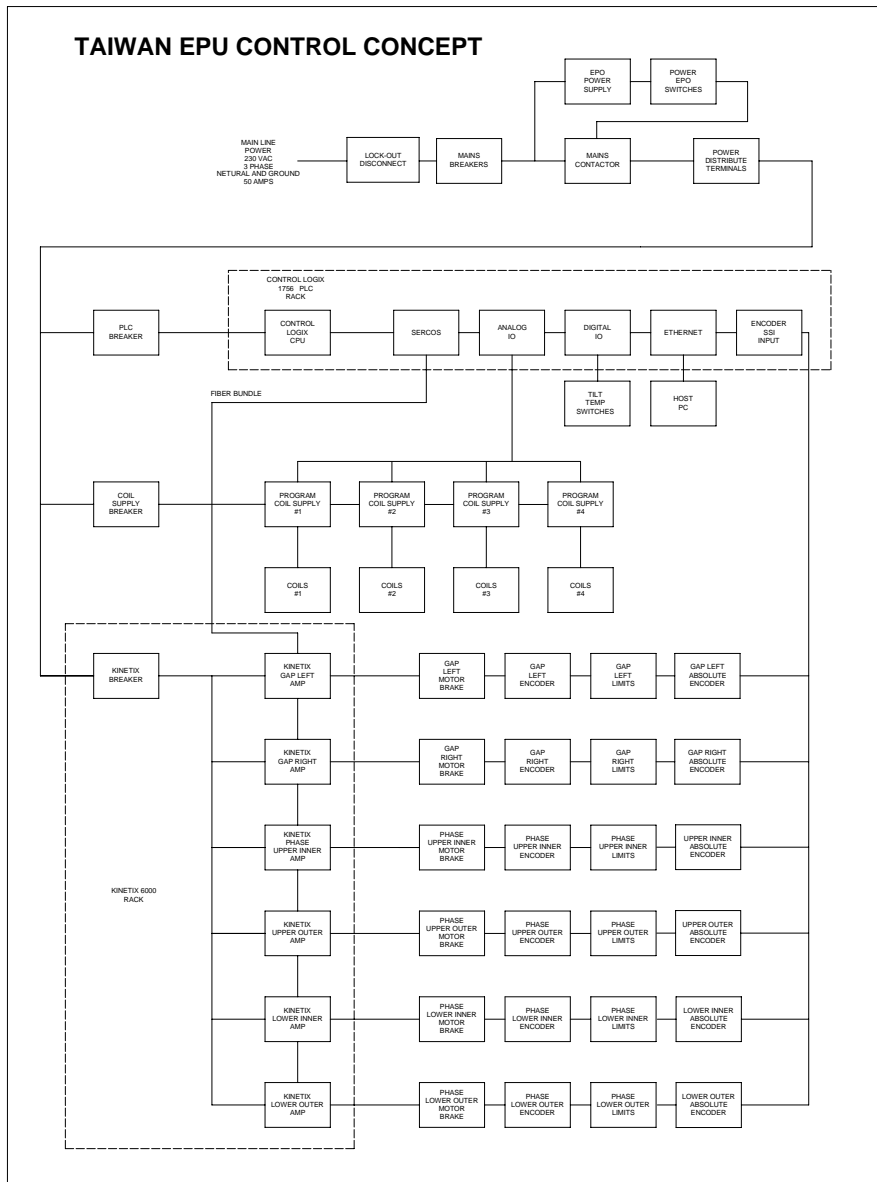 TAIWAN EPU CONTROL CONCEPT
EPO
POWER
SUPPLY
POWER
EPO
SWITCHES
MAIN LINE
POWER
230 VAC
3 PHASE
NETURAL AND GROUND
50 AMPS
LOCK-OUT
DISCONNECT
MAINS
BREAKERS
MAINS
CONTACTOR
POWER
DISTRIBUTE
TERMINALS
CONTROL LOGIX
1756 PLC
RACK
PLC
BREAKER
CONTROL
LOGIX
CPU
SERCOS
ANALOG
IO
DIGITAL
IO
ETHERNET
ENCODER
SSI
INPUT
FIBER BUNDLE
TILT
TEMP
SWITCHES
HOST
PC
COIL
SUPPLY
BREAKER
PROGRAM
COIL SUPPLY
#1
PROGRAM
COIL SUPPLY
#2
PROGRAM
COIL SUPPLY
#3
PROGRAM
COIL SUPPLY
#4
COILS
#1
COILS
#2
COILS
#3
COILS
#4
KINETIX
BREAKER
KINETIX
GAP LEFT
AMP
GAP
LEFT
MOTOR
BRAKE
GAP
LEFT
ENCODER
GAP
LEFT
LIMITS
GAP LEFT
ABSOLUTE
ENCODER
KINETIX
GAP RIGHT
AMP
GAP
RIGHT
MOTOR
BRAKE
GAP
RIGHT
ENCODER
GAP
RIGHT
LIMITS
GAP RIGHT
ABSOLUTE
ENCODER
KINETIX
PHASE
UPPER INNER
AMP
PHASE
UPPER INNER
MOTOR
BRAKE
PHASE
UPPER INNER
ENCODER
PHASE
UPPER INNER
LIMITS
UPPER INNER
ABSOLUTE
ENCODER
KINETIX 6000
RACK
KINETIX
UPPER OUTER
AMP
PHASE
UPPER OUTER
MOTOR
BRAKE
PHASE
UPPER OUTER
ENCODER
PHASE
UPPER OUTER
LIMITS
UPPER OUTER
ABSOLUTE
ENCODER
KINETIX
LOWER INNER
AMP
PHASE
LOWER INNER
MOTOR
BRAKE
PHASE
LOWER INNER
ENCODER
PHASE
LOWER INNER
LIMITS
LOWER INNER
ABSOLUTE
ENCODER
KINETIX
LOWER OUTER
AMP
PHASE
LOWER OUTER
MOTOR
BRAKE
PHASE
LOWER OUTER
ENCODER
PHASE
LOWER OUTER
LIMITS
LOWER OUTER
ABSOLUTE
ENCODER